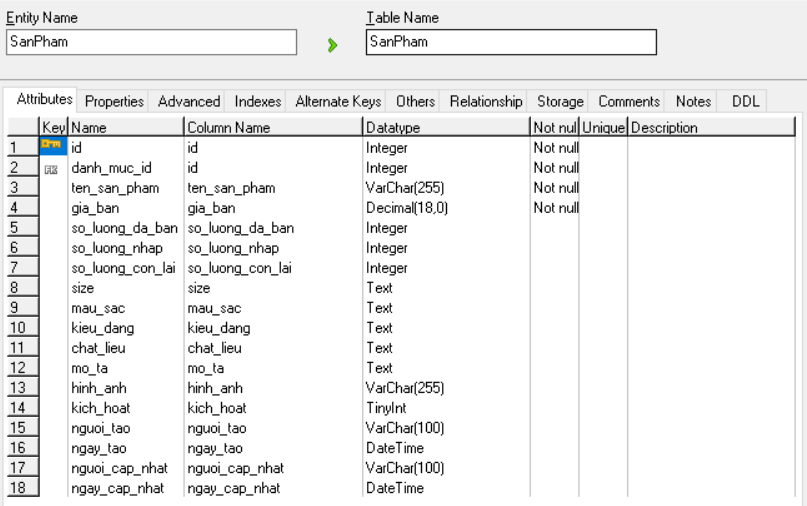 Entity Name Table Name
SanPham SanPham
Attributes Properties Advanced Indexes Alternate Keys Others Relationship Storage Comments Notes DDL
Key Name Column Name Datatype Not nul Unique Description
1 id id Integer Not null
2 FK danh_muc_id id Integer Not null
3 ten_san_pham ten_san_pham VarChar(255) Not null
4 gia_ban gia_ban Decimal(18,0) Not null
5 so_luong_da_ban so_luong_da_ban Integer
6 so_luong_nhap so_luong_nhap Integer
7 so_luong_con_lai so_luong_con_lai Integer
8 size size Text
9 mau_sac mau_sac Text
10 kieu_dang kieu_dang Text
11 chat_lieu chat_lieu Text
12 mo_ta mo_ta Text
13 hinh_anh hinh_anh VarChar(255)
14 kich_hoat kich_hoat TinyInt
15 nguoi_tao nguoi_tao VarChar(100)
16 ngay_tao ngay_tao DateTime
17 nguoi_cap_nhat nguoi_cap_nhat VarChar(100)
18 ngay_cap_nhat ngay_cap_nhat DateTime